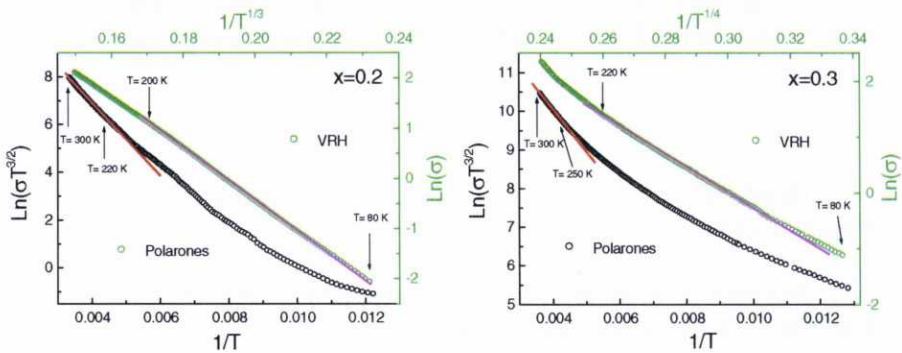 1/T^1/3
0.16 0.18 0.20 0.22 0.24
8
6
4
2
0
Ln(σT^3/2)
x=0.2
T= 200 K
T= 300 K
T= 220 K
VRH
T= 80 K
Polarones
2
1
0
-1
-2
Ln(σ)
0.004 0.006 0.008 0.010 0.012
1/T
1/T^1/4
0.24 0.26 0.28 0.30 0.32 0.34
11
10
9
8
7
6
5
Ln(σT^3/2)
x=0.3
T= 220 K
T= 300 K
T= 250 K
VRH
T= 80 K
Polarones
2
0
-2
Ln(σ)
0.004 0.006 0.008 0.010 0.012
1/T